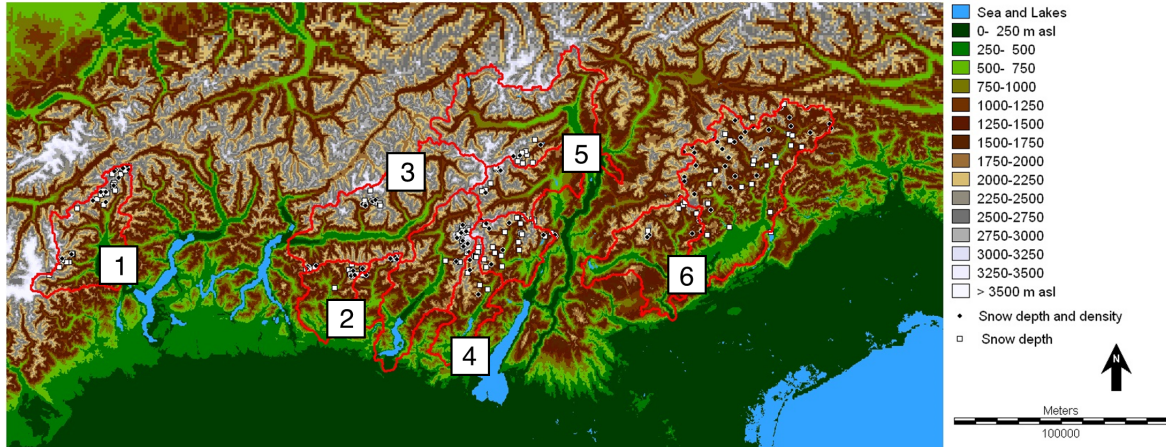 1
2
3
4
5
6
Sea and Lakes
0- 250 m asl
250- 500
500- 750
750-1000
1000-1250
1250-1500
1500-1750
1750-2000
2000-2250
2250-2500
2500-2750
2750-3000
3000-3250
3250-3500
> 3500 m asl
Snow depth and density
Snow depth
N
Meters
100000